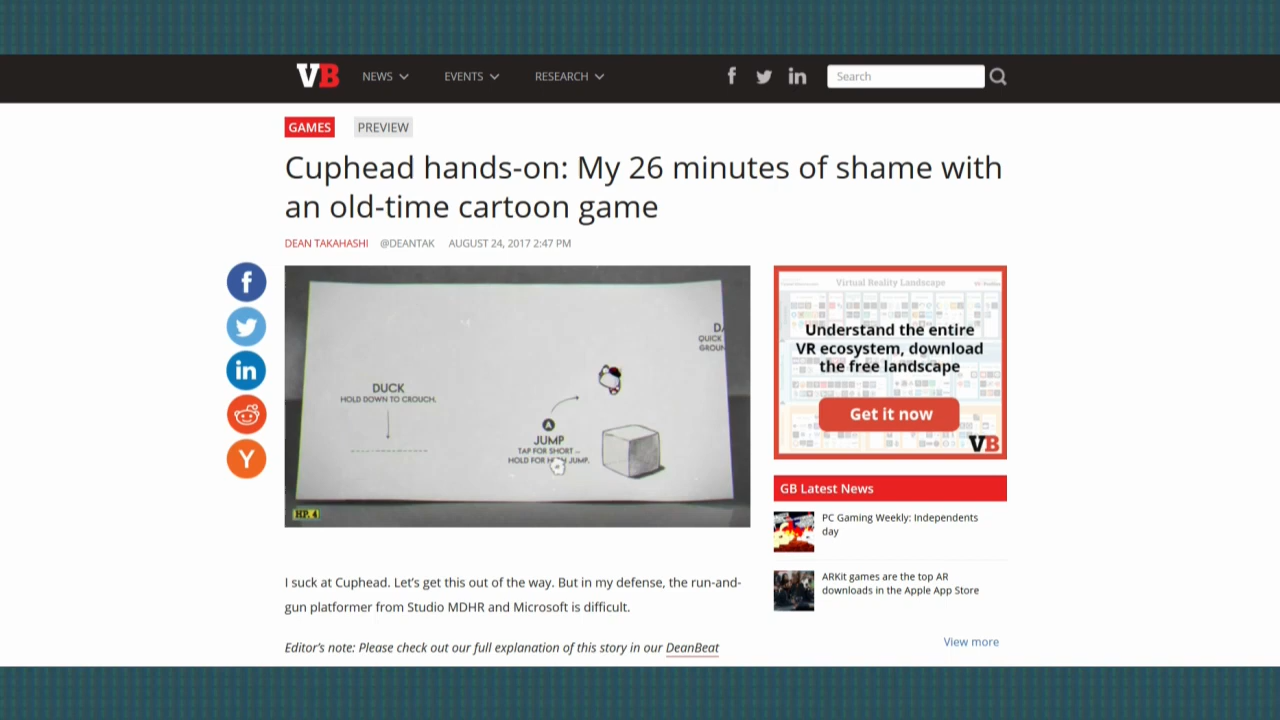 VB
NEWS
EVENTS
RESEARCH
f
in
Search
GAMES
PREVIEW
Cuphead hands-on: My 26 minutes of shame with
an old-time cartoon game
DEAN TAKAHASHI @DEANTAK AUGUST 24, 2017 2:47 PM
f
in
Y
DUCK
HOLD DOWN TO CROUCH.
A
JUMP
TAP FOR SHORT –
HOLD FOR HIGH JUMP.
QUICK
HP. 4
Virtual Reality Landscape
Understand the entire
VR ecosystem, download
the free landscape
Get it now
VB
GB Latest News
PC Gaming Weekly: Independents
day
ARKit games are the top AR
downloads in the Apple App Store
View more
I suck at Cuphead. Let’s get this out of the way. But in my defense, the run-and-
gun platformer from Studio MDHR and Microsoft is difficult.
Editor’s note: Please check out our full explanation of this story in our DeanBeat